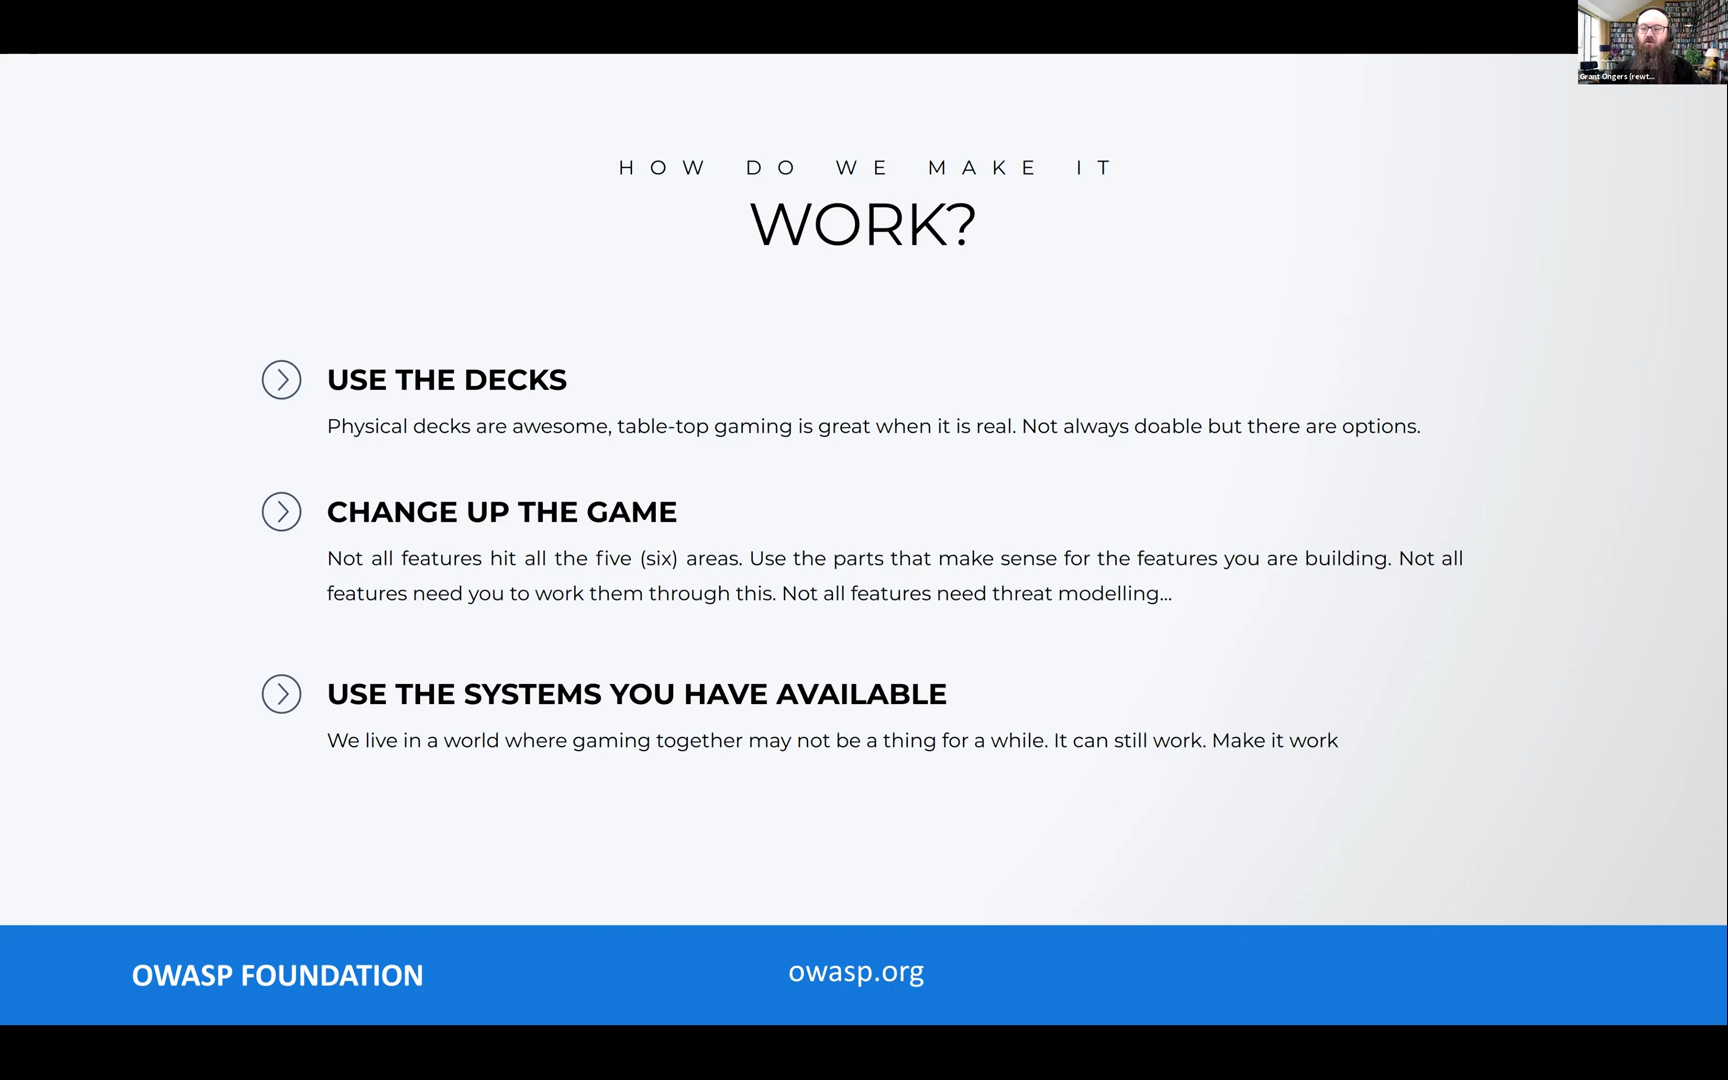 Grant Ongers (rewt...
HOW DO WE MAKE IT
WORK?
USE THE DECKS
Physical decks are awesome, table-top gaming is great when it is real. Not always doable but there are options.
CHANGE UP THE GAME
Not all features hit all the five (six) areas. Use the parts that make sense for the features you are building. Not all
features need you to work them through this. Not all features need threat modelling...
USE THE SYSTEMS YOU HAVE AVAILABLE
We live in a world where gaming together may not be a thing for a while. It can still work. Make it work
OWASP FOUNDATION
owasp.org